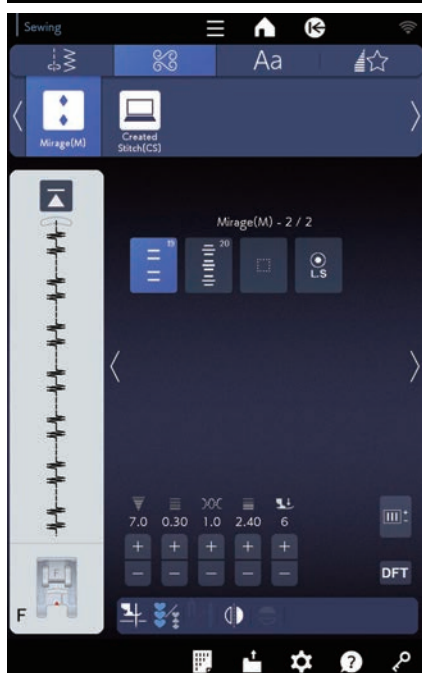 Sewing
Aa
Mirage(M)
Created
Stitch(CS)
Mirage(M) - 2 / 2
19
20
L.S
7.0 0.30 1.0 2.40 6
+ + + + +
− − − − −
DFT
F
F
?